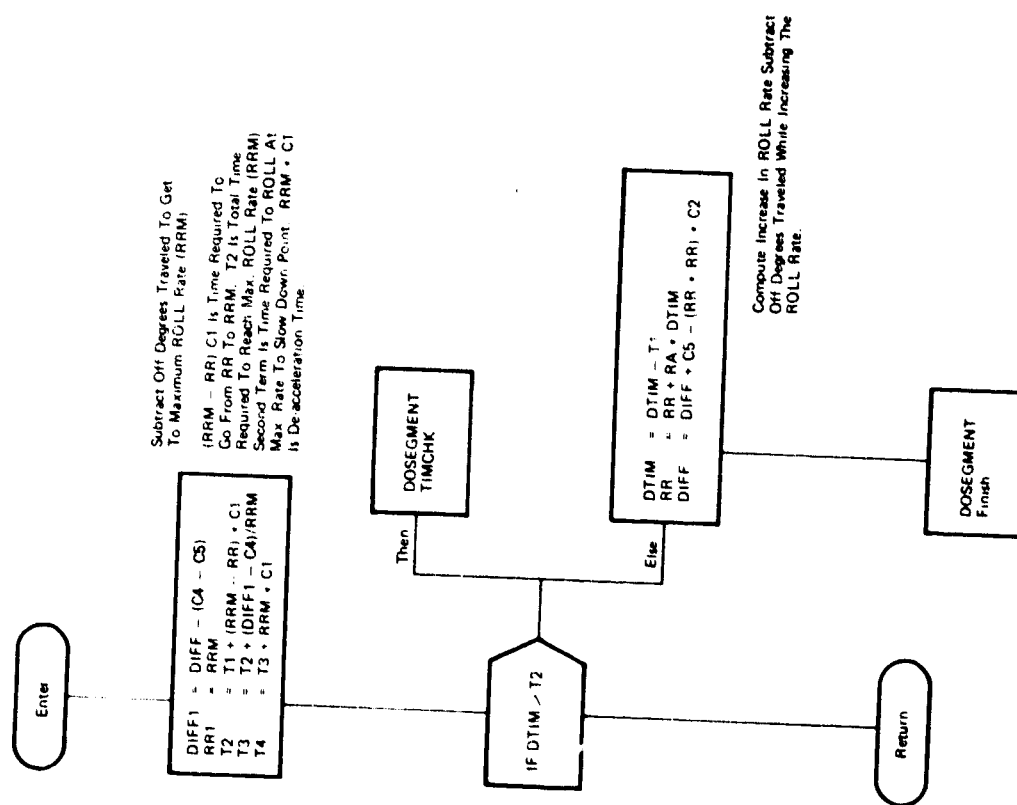 Enter
DIFF1 = DIFF - (C4 - C5)
RR1 = RRM
T2 = T1 + (RRM - RR) * C1
T3 = T2 + (DIFF1 - C4)/RRM
T4 = T3 + RRM * C1
Subtract Off Degrees Traveled To Get
To Maximum ROLL Rate (RRM)
(RRM - RR) C1 Is Time Required To
Go From RR To RRM. T2 Is Total Time
Required To Reach Max. ROLL Rate (RRM)
Second Term Is Time Required To ROLL At
Max Rate To Slow Down Point. RRM * C1
Is De-acceleration Time.
IF DTIM > T2
Then
DOSEGMENT
TIMCHK
Else
DTIM = DTIM - T1
RR = RR + RA * DTIM
DIFF = DIFF + C5 - (RR * RR) * C2
Compute Increase In ROLL Rate Subtract
Off Degrees Traveled While Increasing The
ROLL Rate.
DOSEGMENT
Finish
Return